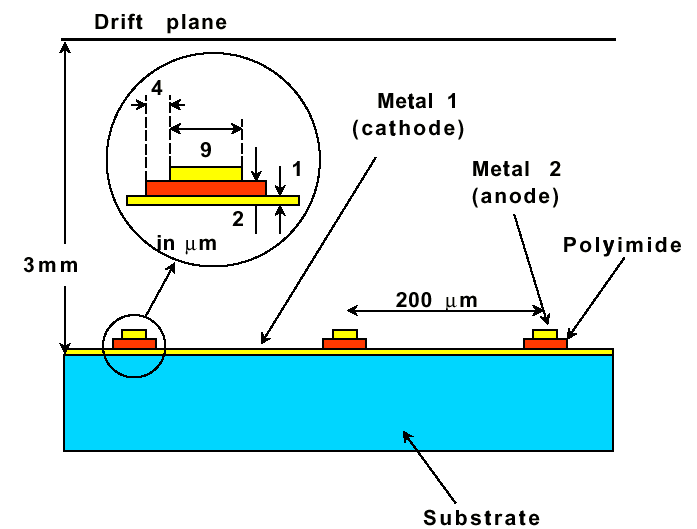 Drift plane
4
Metal 1
(cathode)
9
1
Metal 2
(anode)
2
in μm
Polyimide
3mm
200 μm
Substrate